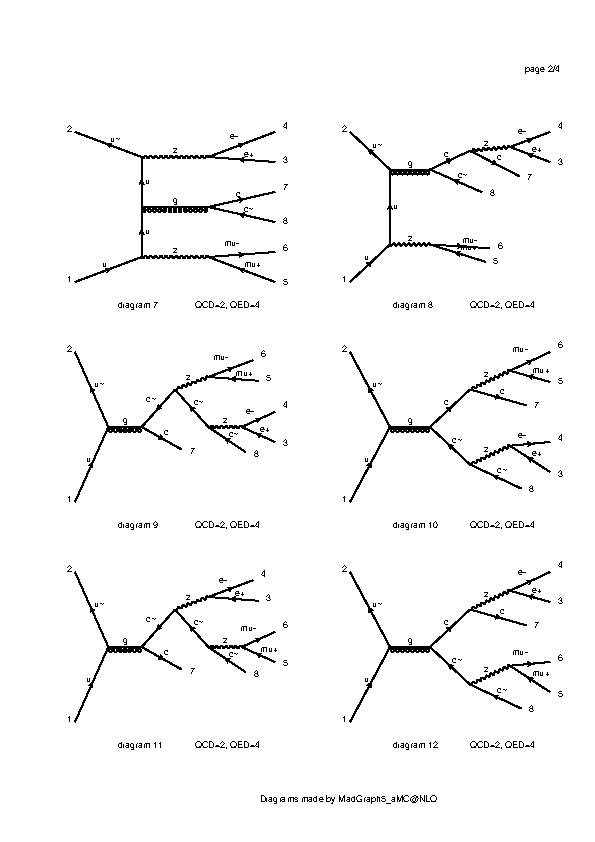 page 2/4
2 u~ z e- 4
e+ 3
u g c 7
c~ 8
u z mu- 6
1 u mu+ 5
diagram 7 QCD=2, QED=4
2 u~ g c z e- 4
e+ 3
c 7
c~ 8
u
1 u z mu- 6
mu+ 5
diagram 8 QCD=2, QED=4
2 u~ c~ z mu- 6
mu+ 5
g c~ z e- 4
e+ 3
1 u c 7 c~ 8
diagram 9 QCD=2, QED=4
2 u~ c z mu- 6
mu+ 5
g c 7
c~ z e- 4
e+ 3
1 u c~ 8
diagram 10 QCD=2, QED=4
2 u~ c~ z e- 4
e+ 3
g c~ z mu- 6
mu+ 5
1 u c 7 c~ 8
diagram 11 QCD=2, QED=4
2 u~ c z e- 4
e+ 3
g c 7
c~ z mu- 6
mu+ 5
1 u c~ 8
diagram 12 QCD=2, QED=4
Diagrams made by MadGraph5_aMC@NLO